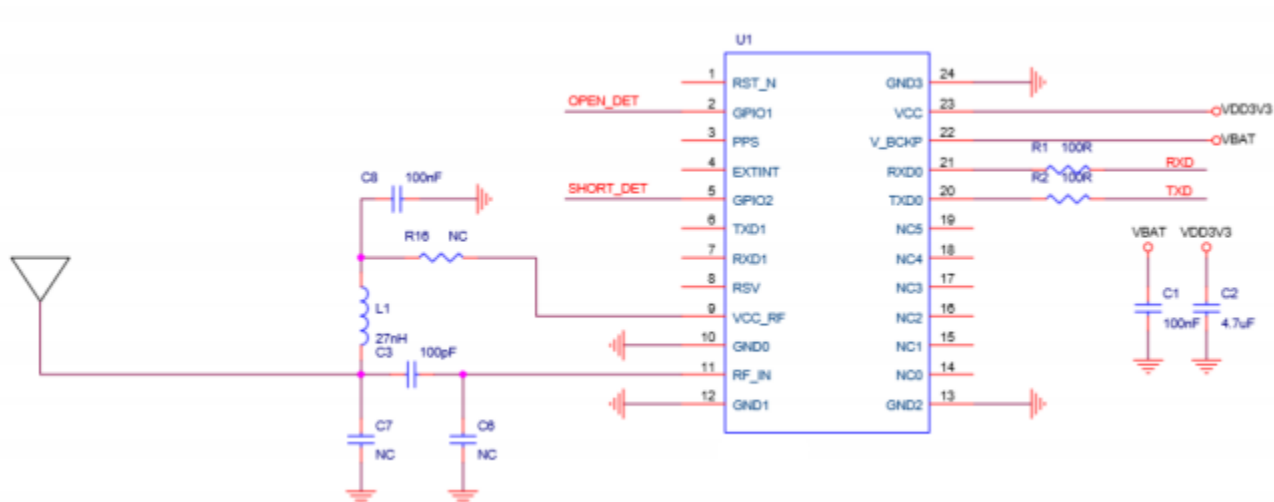 U1
1 RST_N
OPEN_DET 2 GPIO1
3 PPS
4 EXTINT
SHORT_DET 5 GPIO2
6 TXD1
7 RXD1
8 RSV
9 VCC_RF
10 GND0
11 RF_IN
12 GND1
GND3 24
VCC 23 VDD3V3
V_BCKP 22 VBAT
RXD0 21 R1 100R RXD
TXD0 20 R2 100R TXD
NC5 19
NC4 18
NC3 17
NC2 16
NC1 15
NC0 14
GND2 13
C8 100nF
R16 NC
L1
27nH
C3 100pF
C7
NC
C6
NC
VBAT VDD3V3
C1
100nF
C2
4.7uF